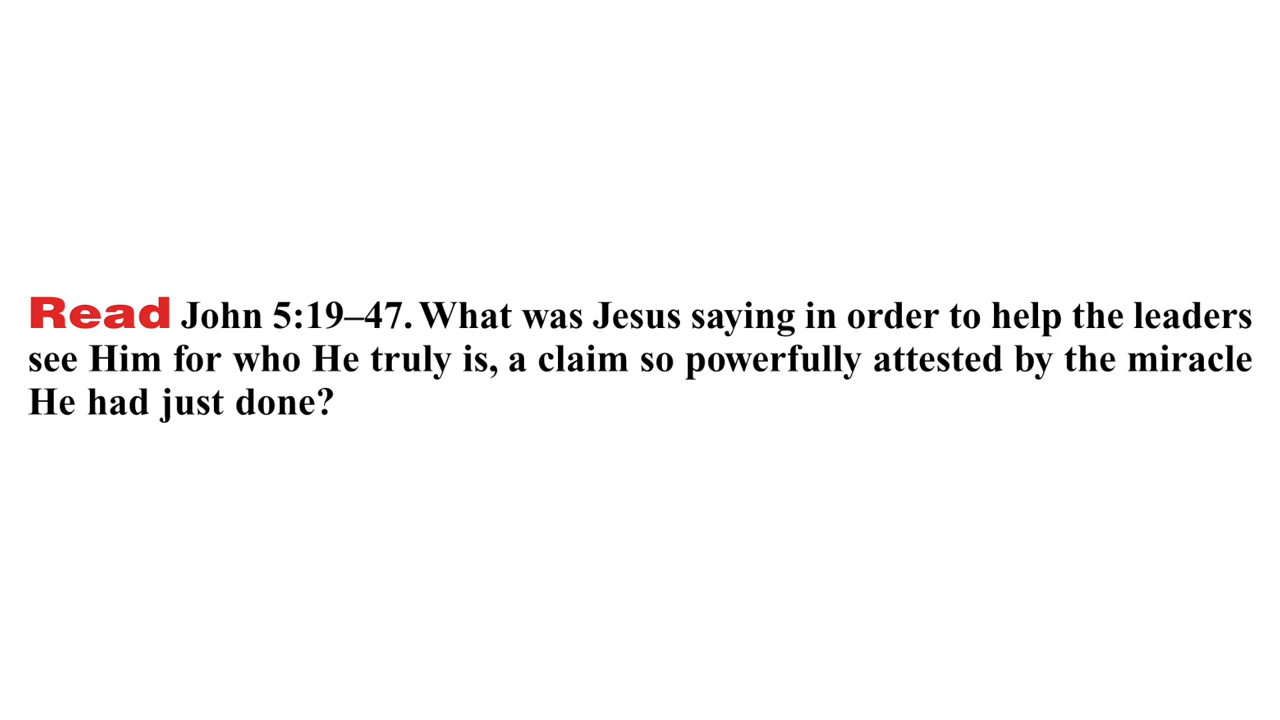 Read John 5:19–47. What was Jesus saying in order to help the leaders
see Him for who He truly is, a claim so powerfully attested by the miracle
He had just done?